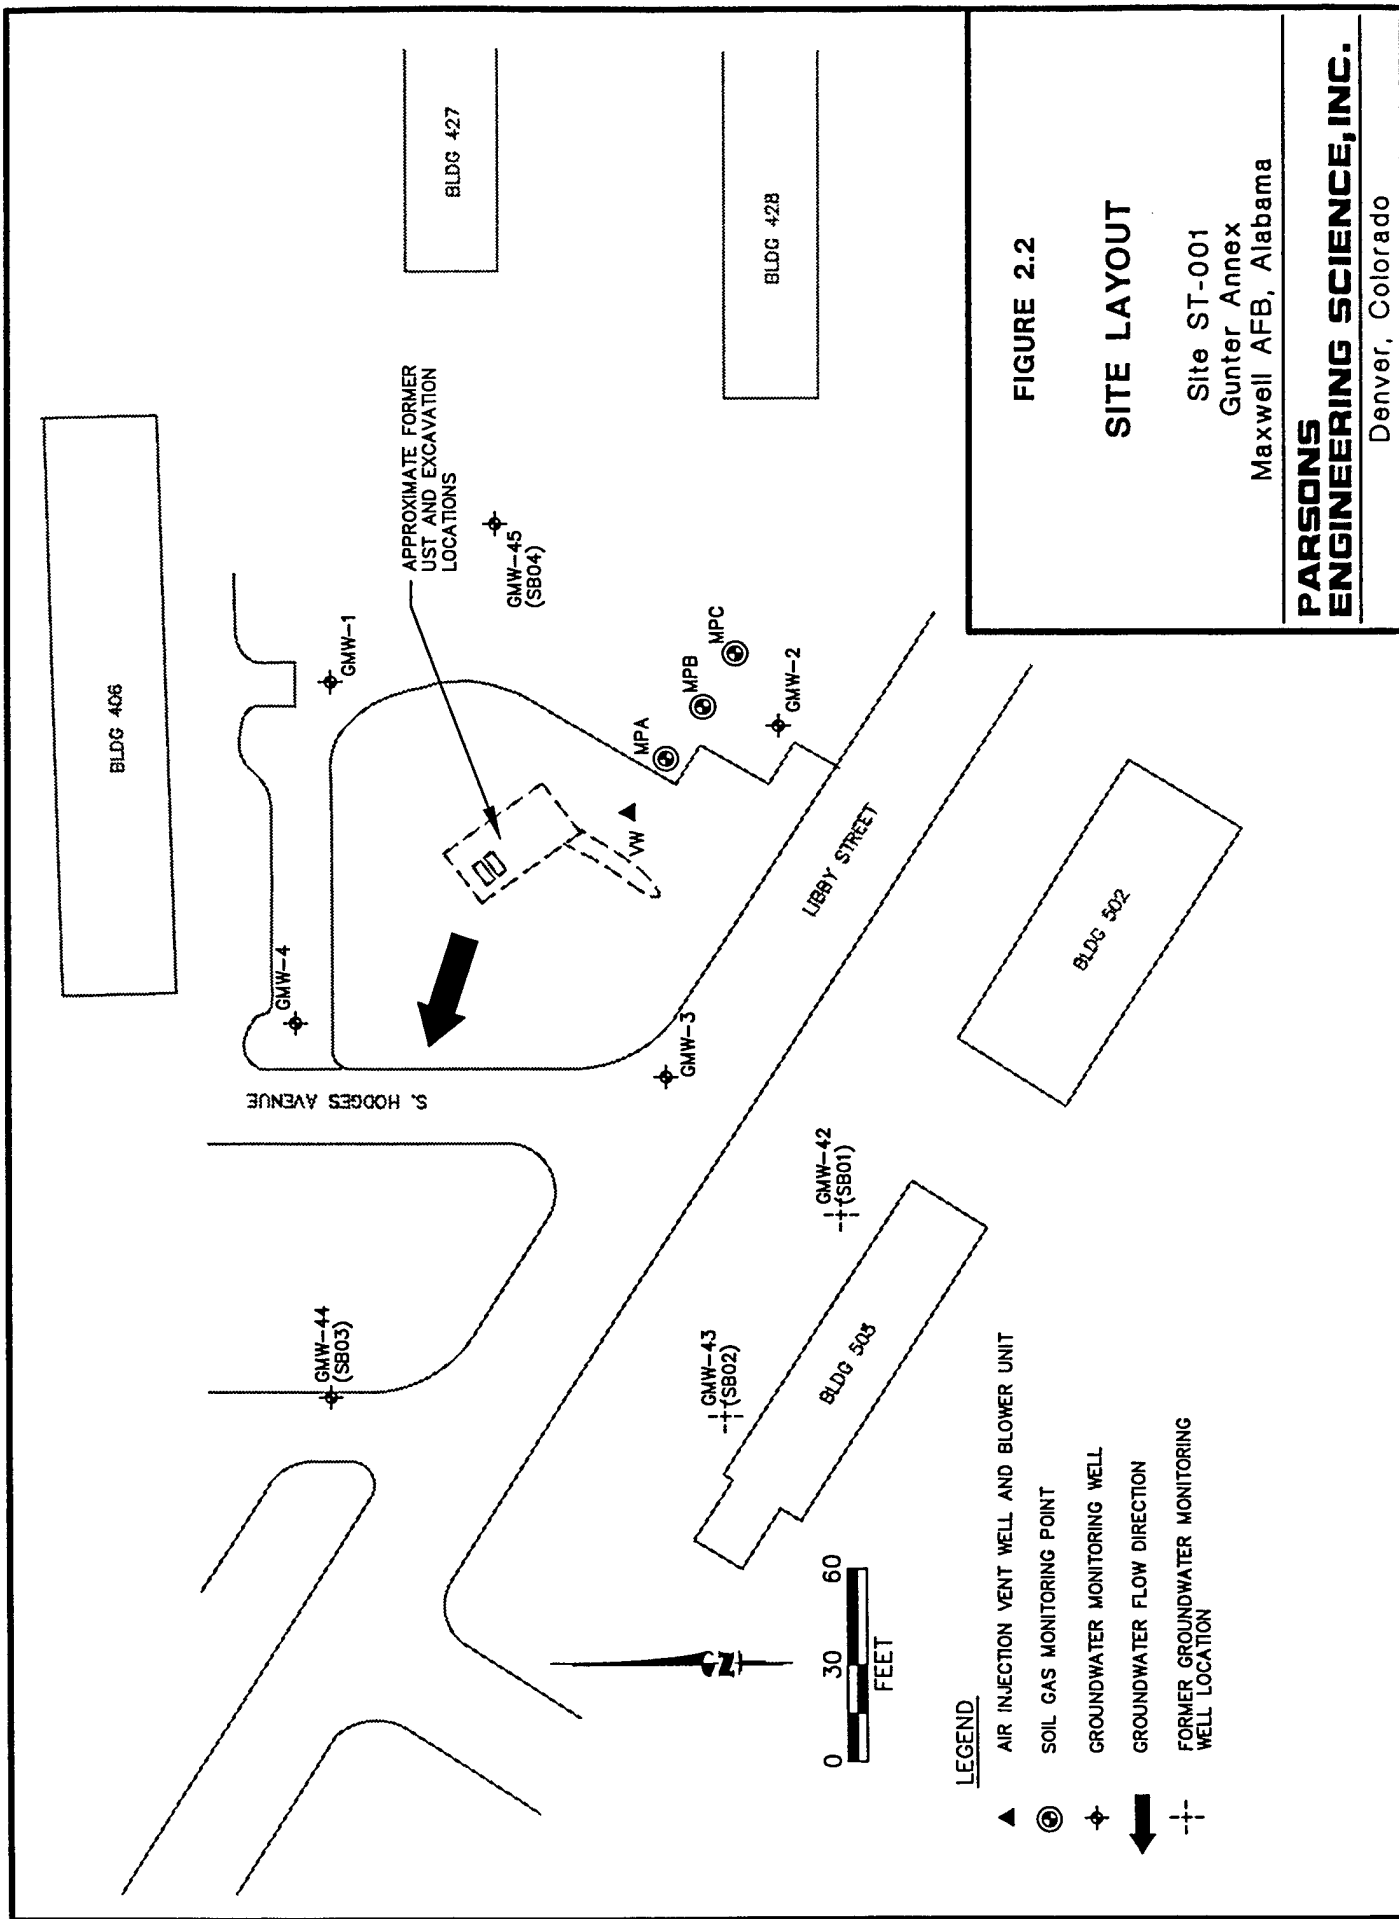 BLDG 406
BLDG 427
BLDG 428
APPROXIMATE FORMER
UST AND EXCAVATION
LOCATIONS
GMW-4
GMW-1
GMW-45
(SB04)
S. HODGES AVENUE
GMW-44
(SB03)
VW
MPA
MPB
MPC
GMW-2
GMW-3
LIBBY STREET
GMW-43
(SB02)
GMW-42
(SB01)
BLDG 503
BLDG 502
N
0 30 60
FEET
LEGEND
AIR INJECTION VENT WELL AND BLOWER UNIT
SOIL GAS MONITORING POINT
GROUNDWATER MONITORING WELL
GROUNDWATER FLOW DIRECTION
FORMER GROUNDWATER MONITORING
WELL LOCATION
FIGURE 2.2
SITE LAYOUT
Site ST-001
Gunter Annex
Maxwell AFB, Alabama
PARSONS
ENGINEERING SCIENCE, INC.
Denver, Colorado